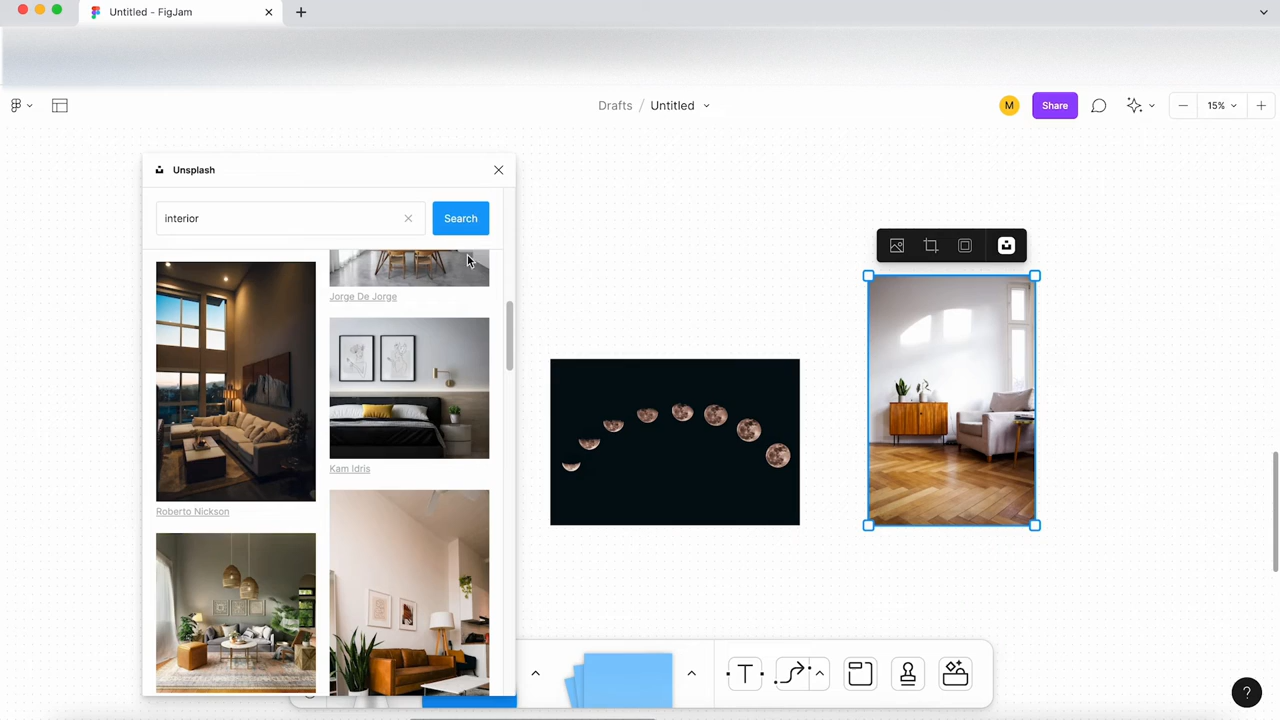 Untitled - FigJam
Drafts / Untitled
M
Share
15%
Unsplash
interior
Search
Jorge De Jorge
Kam Idris
Roberto Nickson
T
?